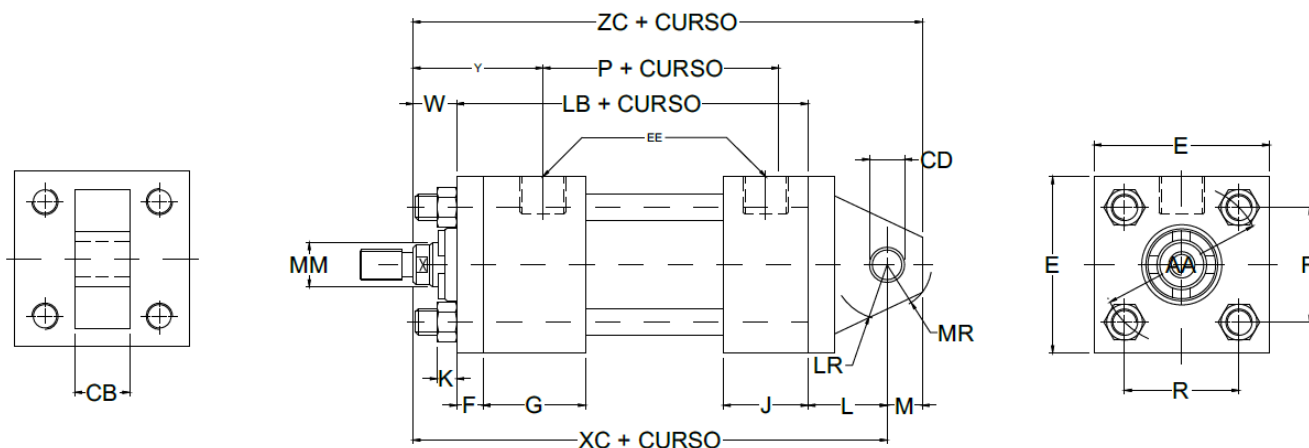 ZC + CURSO
Y
P + CURSO
W
LB + CURSO
EE
CD
E
MM
E
AA
R
MR
LR
K
CB
F
G
J
L
M
R
XC + CURSO